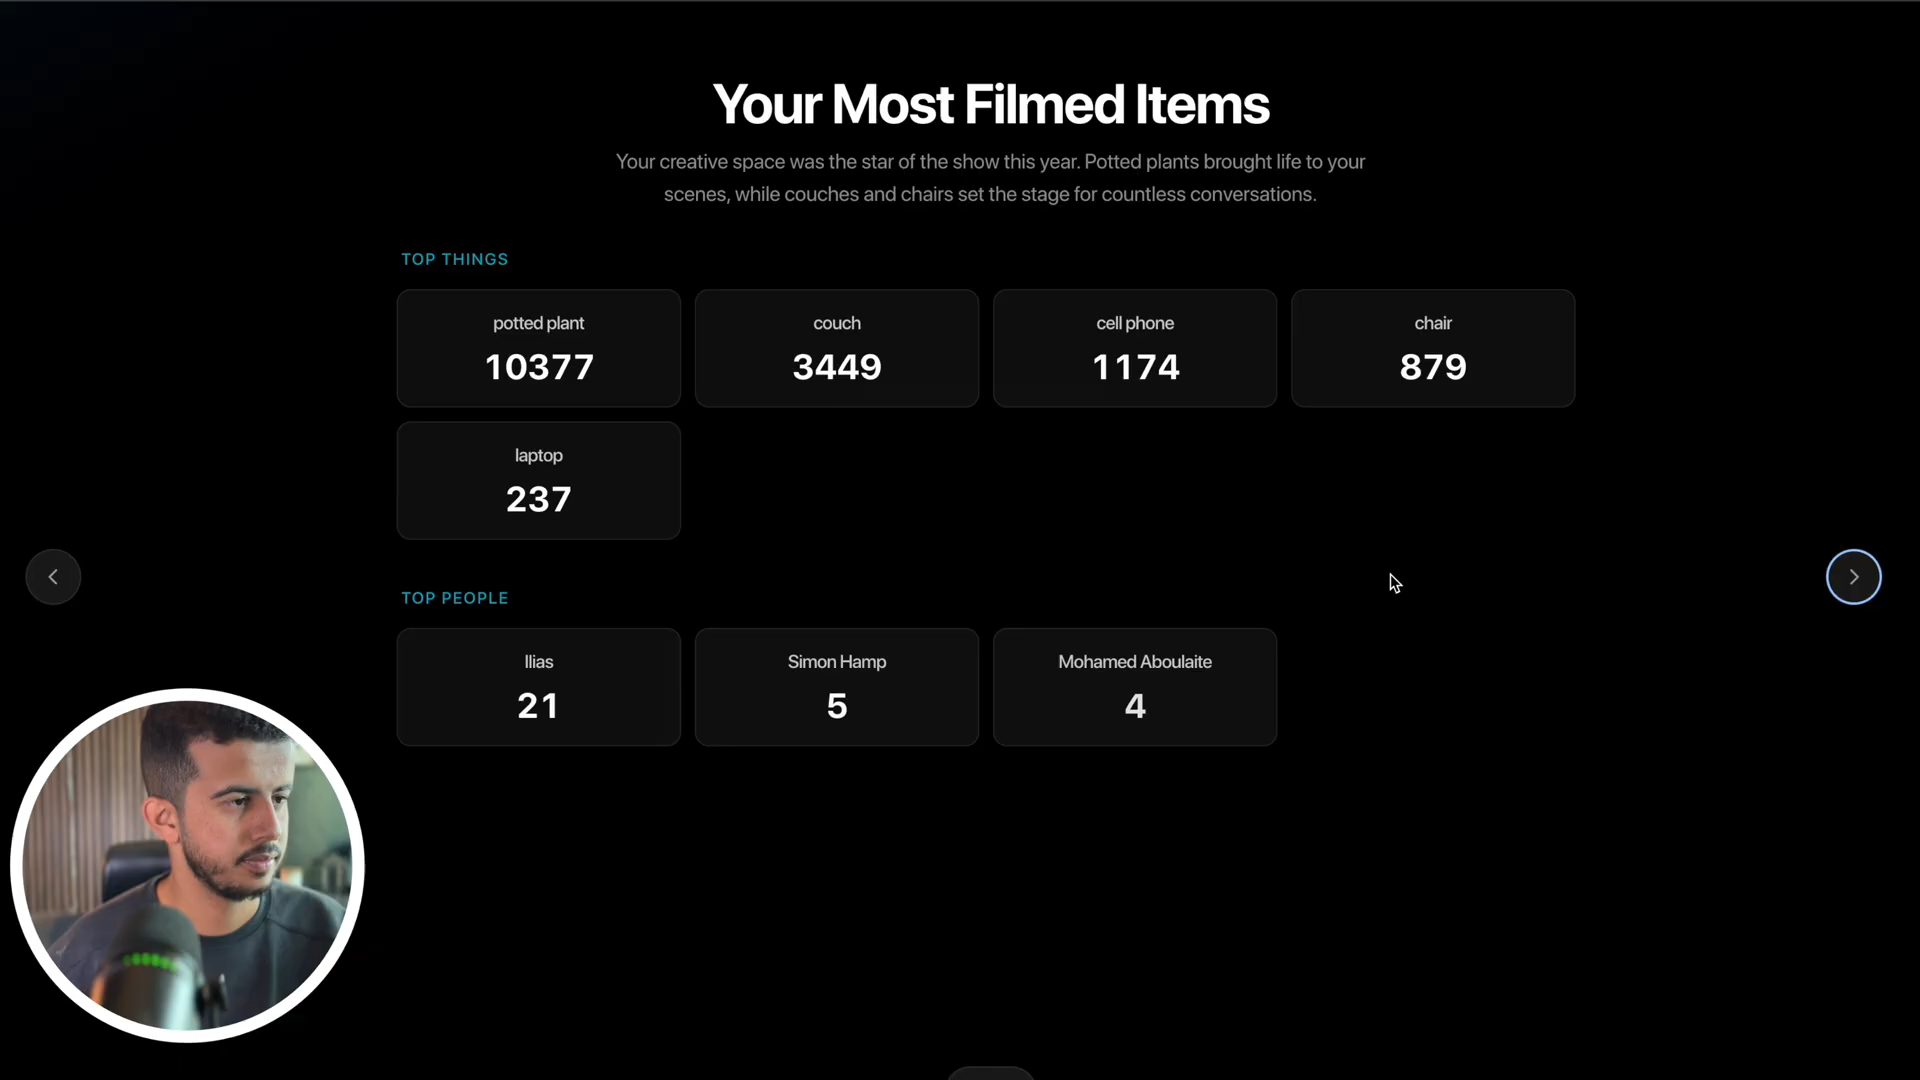 Your Most Filmed Items
Your creative space was the star of the show this year. Potted plants brought life to your
scenes, while couches and chairs set the stage for countless conversations.
TOP THINGS
potted plant
10377
couch
3449
cell phone
1174
chair
879
laptop
237
TOP PEOPLE
Ilias
21
Simon Hamp
5
Mohamed Aboulaite
4